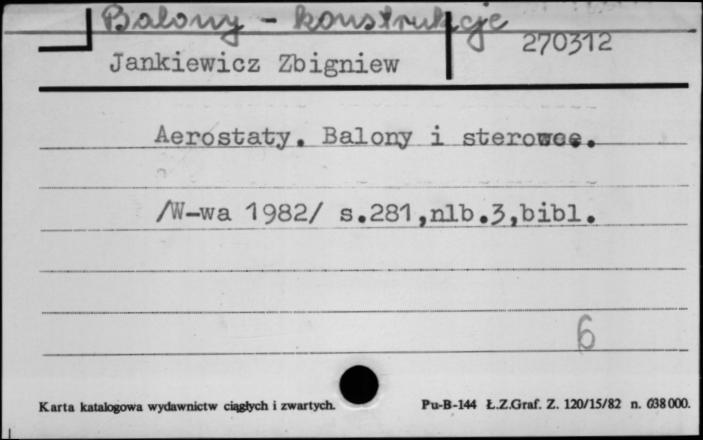 Balony - konstrukcje
270312
Jankiewicz Zbigniew
Aerostaty. Balony i sterowce.
/W-wa 1982/ s.281,nlb.3,bibl.
6
Karta katalogowa wydawnictw ciągłych i zwartych.
Pu-B-144 Ł.Z.Graf. Z. 120/15/82 n. 638000.